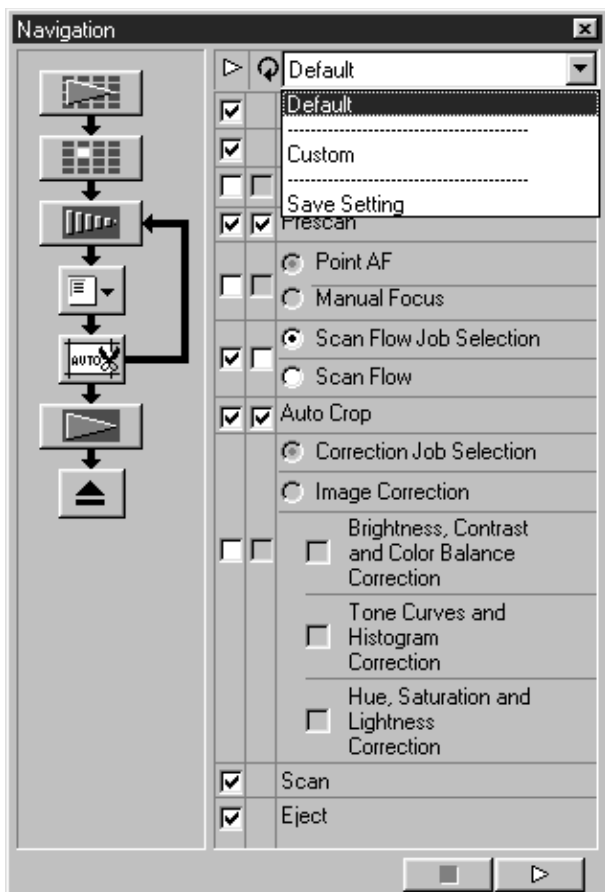 Navigation
Default
Default
----------------------------------------
Custom
----------------------------------------
Save Setting
Prescan
Point AF
Manual Focus
Scan Flow Job Selection
Scan Flow
AUTO
Auto Crop
Correction Job Selection
Image Correction
Brightness, Contrast
and Color Balance
Correction
Tone Curves and
Histogram
Correction
Hue, Saturation and
Lightness
Correction
Scan
Eject